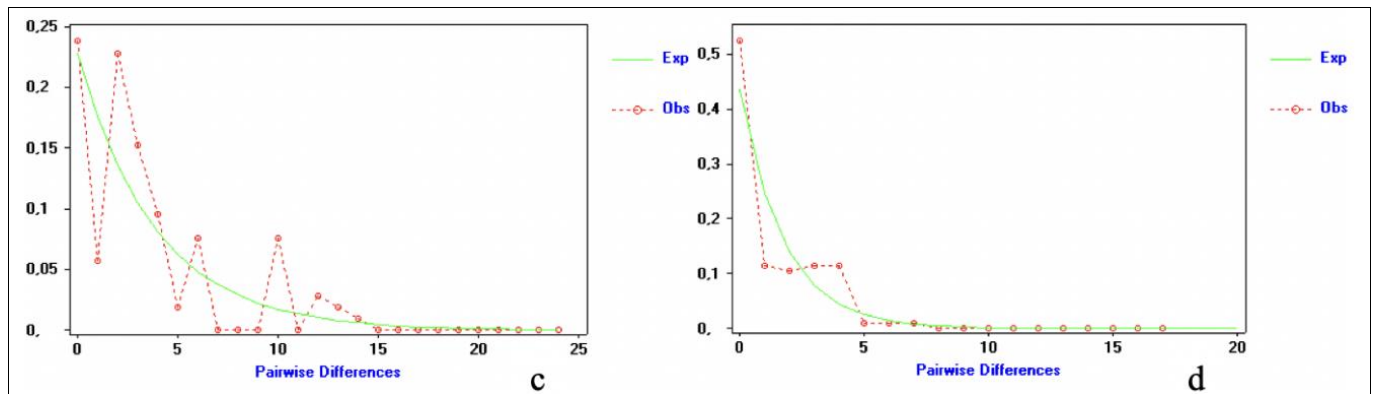 0,25
0,2
0,15
0,1
0,05
0,
0 5 10 15 20 25
Pairwise Differences
c
Exp
Obs
0,5
0,4
0,3
0,2
0,1
0,
0 5 10 15 20
Pairwise Differences
d
Exp
Obs